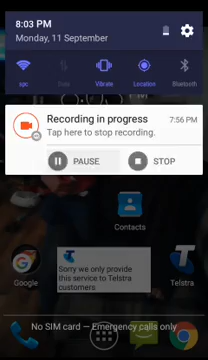 8:03 PM
Monday, 11 September
spc.
Data
Vibrate
Location
Bluetooth
Recording in progress
7:56 PM
Tap here to stop recording.
PAUSE
STOP
Contacts
Google
Sorry we only provide
this service to Telstra
customers
Telstra
No SIM card — Emergency calls only